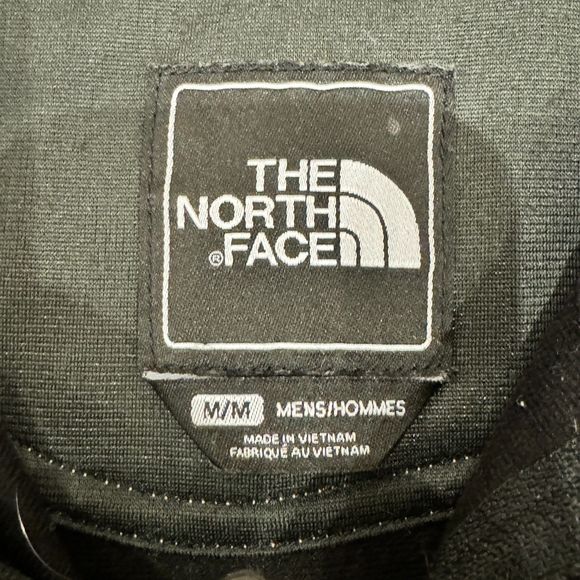 THE
NORTH
®FACE
M/M MENS/HOMMES
MADE IN VIETNAM
FABRIQUÉ AU VIETNAM